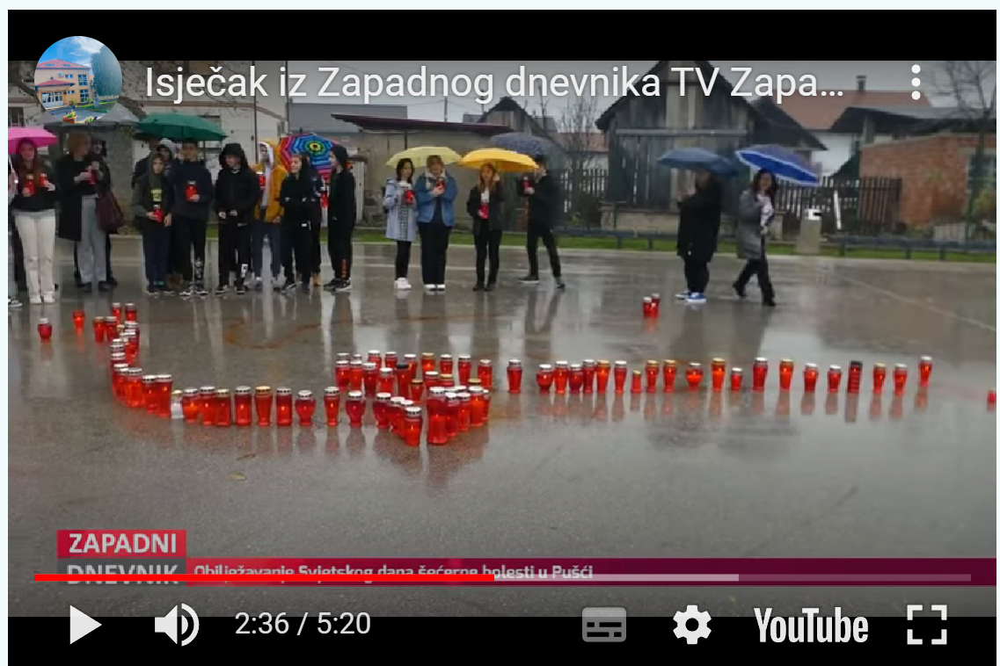 Isječak iz Zapadnog dnevnika TV Zapa...
ZAPADNI
DNEVNIK
Obilježavanje Svjetskog dana šećerne bolesti u Pušći
2:36 / 5:20
YouTube